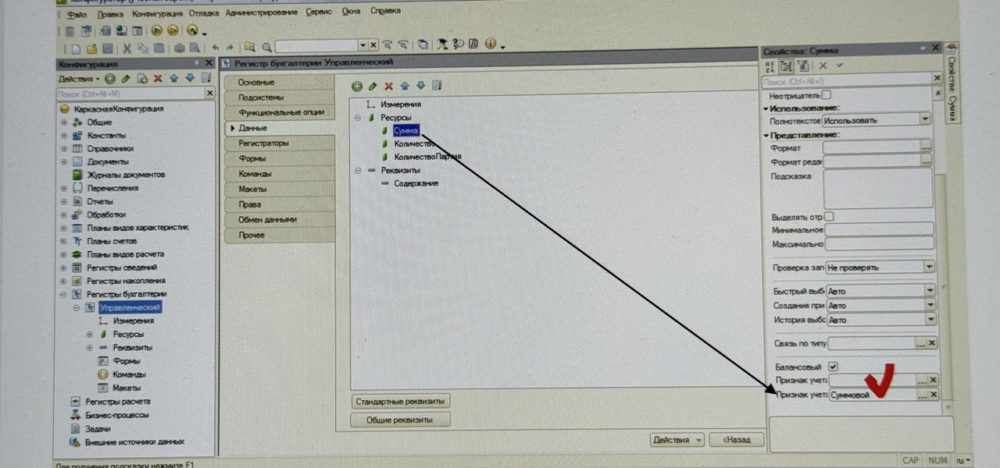 Файл Правка Конфигурация Отладка Администрирование Сервис Окна Справка
Конфигурация
Действия
Поиск (Ctrl+Alt+M)
КаркаснаяКонфигурация
Общие
Константы
Справочники
Документы
Журналы документов
Перечисления
Отчеты
Обработки
Планы видов характеристик
Планы счетов
Планы видов расчета
Регистры сведений
Регистры накопления
Регистры бухгалтерии
Управленческий
Измерения
Ресурсы
Реквизиты
Формы
Команды
Макеты
Регистры расчета
Бизнес-процессы
Задачи
Внешние источники данных
Регистр бухгалтерии Управленческий
Основные
Подсистемы
Функциональные опции
Данные
Регистраторы
Формы
Команды
Макеты
Права
Обмен данными
Прочее
Измерения
Ресурсы
Сумма
Количество
КоличествоПартия
Реквизиты
Содержание
Стандартные реквизиты
Общие реквизиты
Действия
<Назад
Свойства: Сумма
Поиск (Ctrl+Alt+I)
Неотрицатель
Использование:
Полнотекстое Использовать
Представление:
Формат
Формат реда
Подсказка
Выделять отр
Минимальное
Максимально
Проверка зап Не проверять
Быстрый выб Авто
Создание при Авто
История выбо Авто
Связь по типу
Балансовый
Признак учета
Признак учета Суммовой
Свойства: Сумма
Для получения подсказки нажмите F1
CAP NUM ru